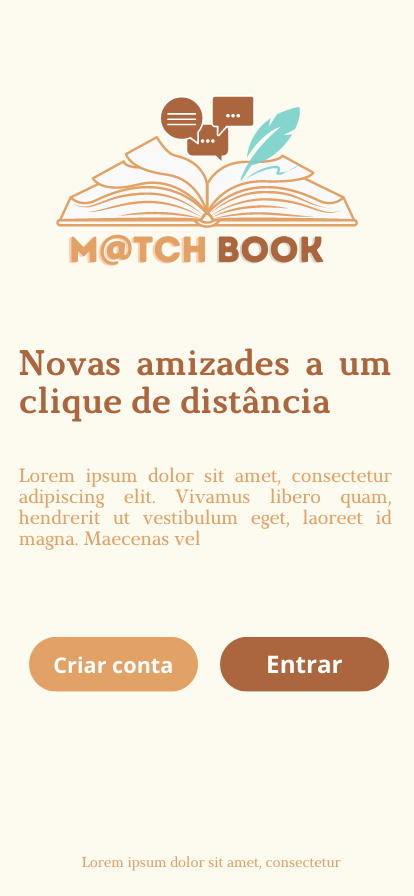 M@TCH BOOK
Novas amizades a um
clique de distância
Lorem ipsum dolor sit amet, consectetur
adipiscing elit. Vivamus libero quam,
hendrerit ut vestibulum eget, laoreet id
magna. Maecenas vel
Criar conta Entrar
Lorem ipsum dolor sit amet, consectetur